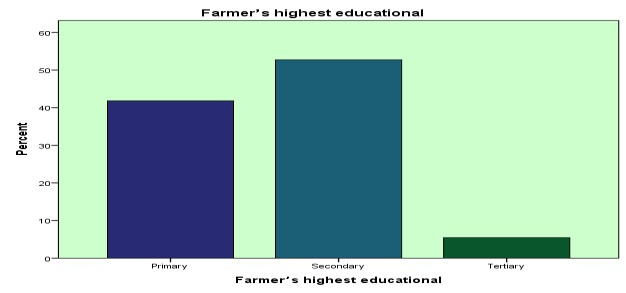 Farmer's highest educational
60
50
40
30
20
10
0
Percent
Primary Secondary Tertiary
Farmer's highest educational